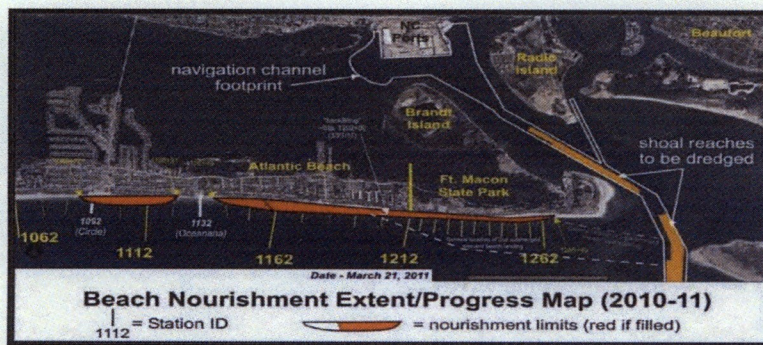 NC Ports
Beaufort
Radio Island
navigation channel footprint
Brandt Island
shoal reaches to be dredged
Atlantic Beach
Ft. Macon State Park
1092 (Circle)
1132 (Oceanana)
1062
1112
1162
1212
1262
Date - March 21, 2011
Beach Nourishment Extent/Progress Map (2010-11)
1112 = Station ID
= nourishment limits (red if filled)